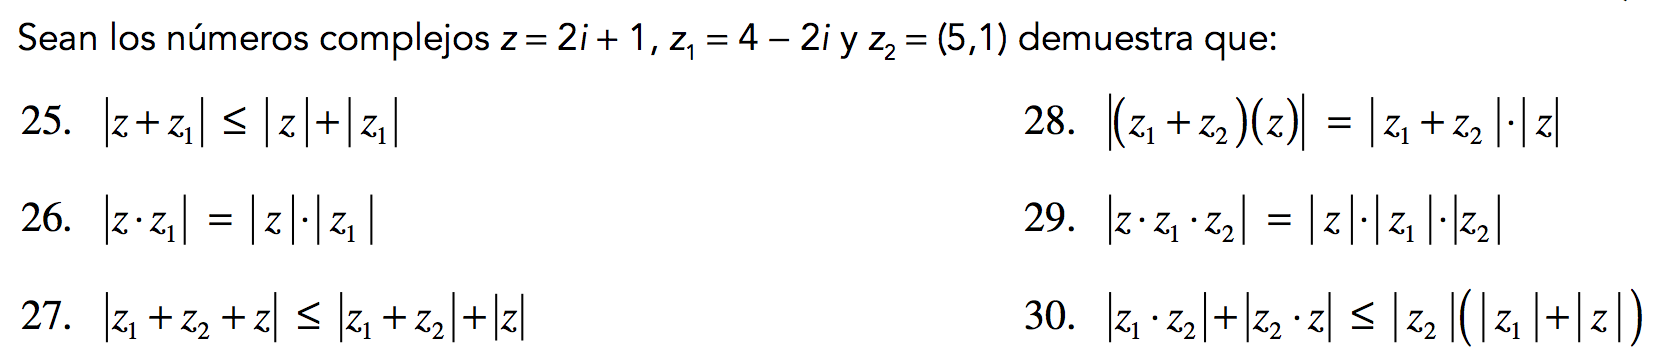 Sean los números complejos z = 2i + 1, z₁ = 4 – 2i y z₂ = (5,1) demuestra que:
25. |z + z₁| ≤ |z| + |z₁|
26. |z · z₁| = |z| · |z₁|
27. |z₁ + z₂ + z| ≤ |z₁ + z₂| + |z|
28. |(z₁ + z₂)(z)| = |z₁ + z₂| · |z|
29. |z · z₁ · z₂| = |z| · |z₁| · |z₂|
30. |z₁ · z₂| + |z₂ · z| ≤ |z₂|(|z₁| + |z|)